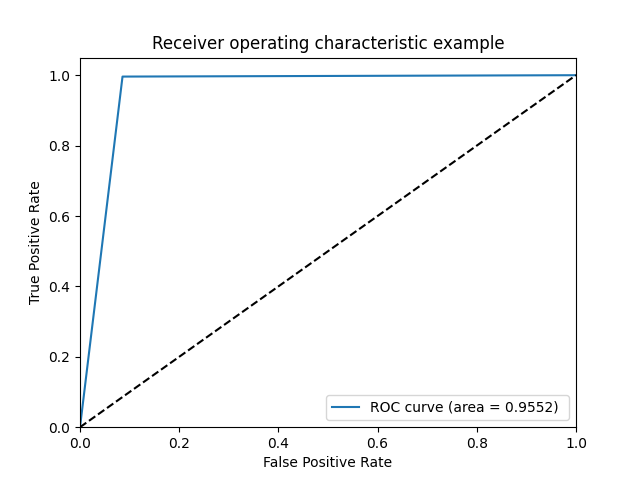 Receiver operating characteristic example
True Positive Rate
1.0
0.8
0.6
0.4
0.2
0.0
ROC curve (area = 0.9552)
0.0 0.2 0.4 0.6 0.8 1.0
False Positive Rate